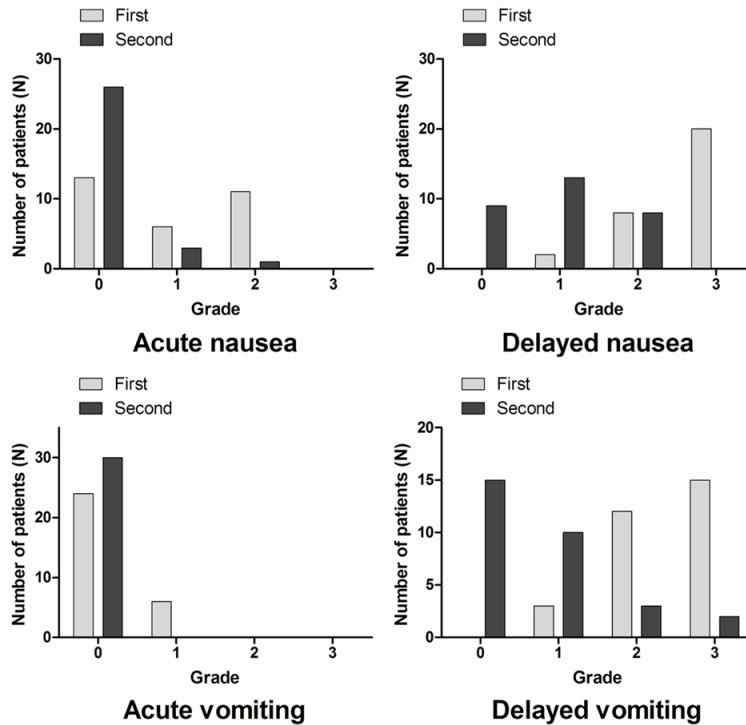 First
Second
Number of patients (N)
30
20
10
0
0 1 2 3
Grade
Acute nausea
First
Second
Number of patients (N)
30
20
10
0
0 1 2 3
Grade
Delayed nausea
First
Second
Number of patients (N)
30
20
10
0
0 1 2 3
Grade
Acute vomiting
First
Second
Number of patients (N)
20
15
10
5
0
0 1 2 3
Grade
Delayed vomiting